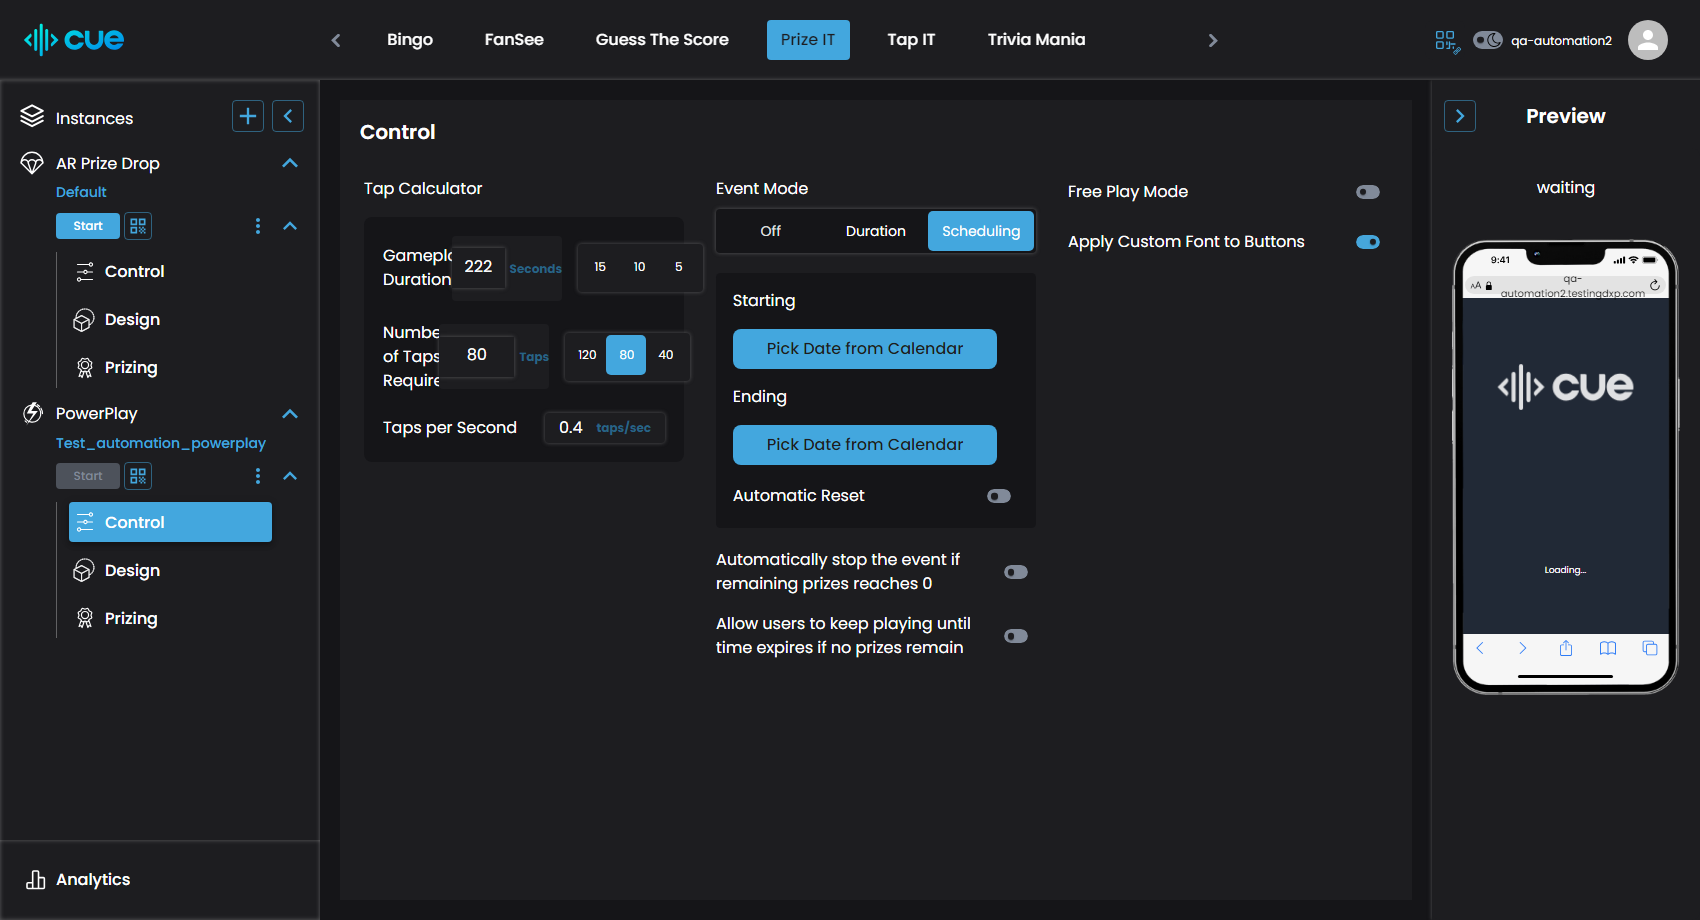 cue
Bingo
FanSee
Guess The Score
Prize IT
Tap IT
Trivia Mania
qa-automation2
Instances
AR Prize Drop
Default
Start
Control
Design
Prizing
PowerPlay
Test_automation_powerplay
Start
Control
Design
Prizing
Analytics
Control
Tap Calculator
Gamepl
Duration
222
Seconds
15
10
5
Numbe
of Taps
Require
80
Taps
120
80
40
Taps per Second
0.4
taps/sec
Event Mode
Off
Duration
Scheduling
Starting
Pick Date from Calendar
Ending
Pick Date from Calendar
Automatic Reset
Automatically stop the event if
remaining prizes reaches 0
Allow users to keep playing until
time expires if no prizes remain
Free Play Mode
Apply Custom Font to Buttons
Preview
waiting
9:41
AA
qa-
automation2.testingdxp.com
cue
Loading...